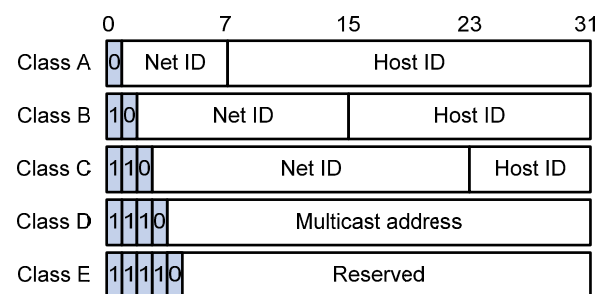 0 7 15 23 31
Class A 0 Net ID Host ID
Class B 1 0 Net ID Host ID
Class C 1 1 0 Net ID Host ID
Class D 1 1 1 0 Multicast address
Class E 1 1 1 1 0 Reserved